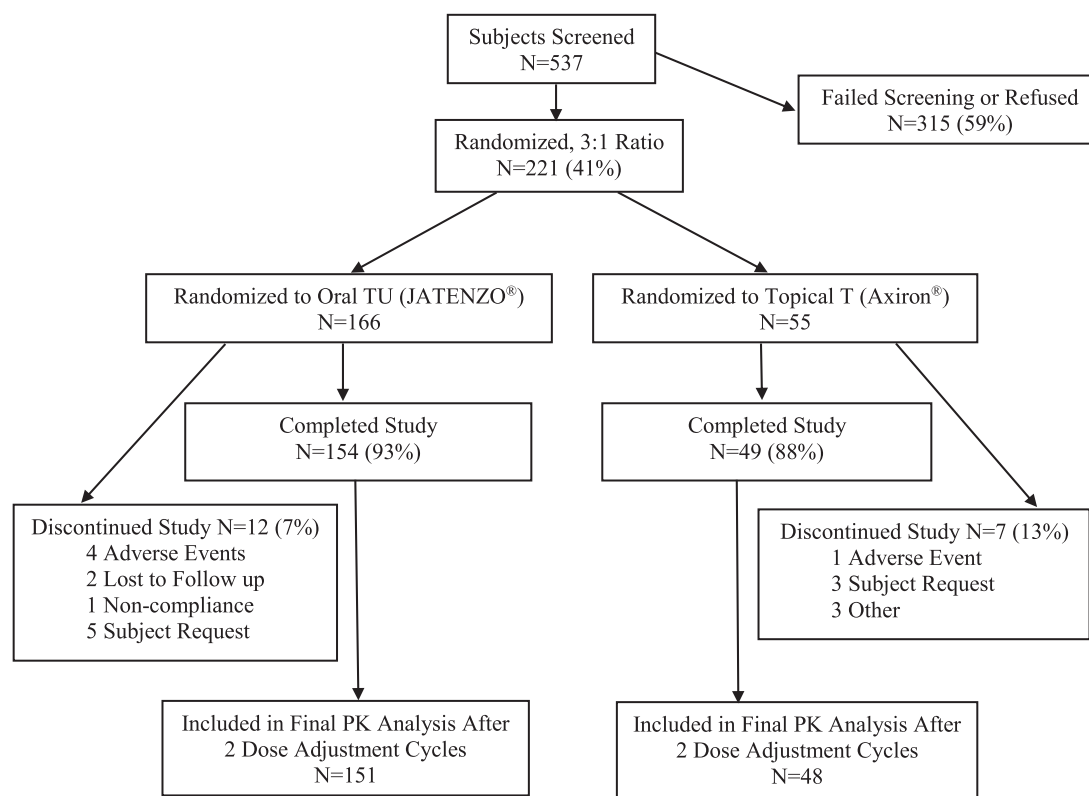 Subjects Screened
N=537
Failed Screening or Refused
N=315 (59%)
Randomized, 3:1 Ratio
N=221 (41%)
Randomized to Oral TU (JATENZO®)
N=166
Randomized to Topical T (Axiron®)
N=55
Completed Study
N=154 (93%)
Completed Study
N=49 (88%)
Discontinued Study N=12 (7%)
4 Adverse Events
2 Lost to Follow up
1 Non-compliance
5 Subject Request
Discontinued Study N=7 (13%)
1 Adverse Event
3 Subject Request
3 Other
Included in Final PK Analysis After
2 Dose Adjustment Cycles
N=151
Included in Final PK Analysis After
2 Dose Adjustment Cycles
N=48